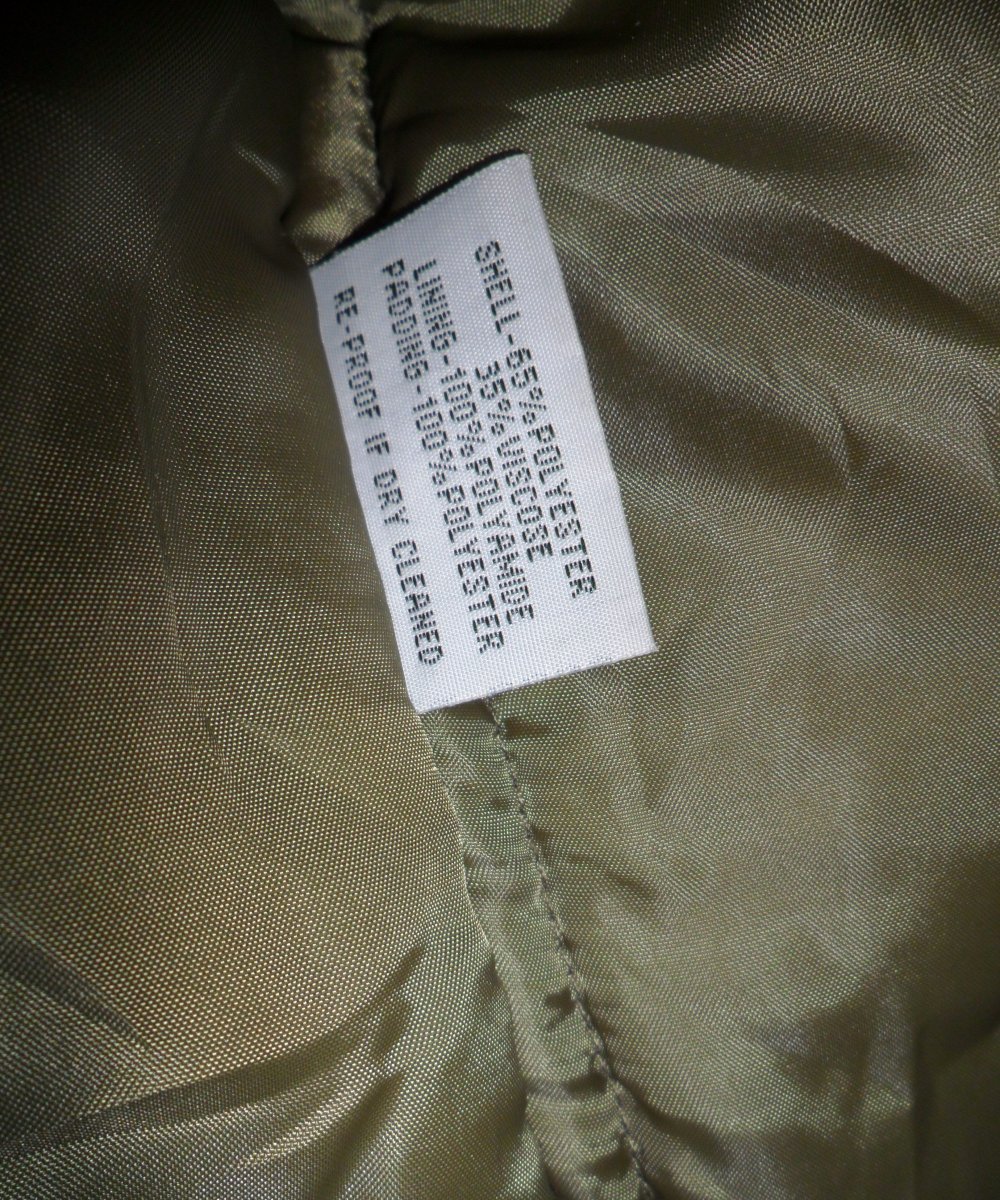 SHELL-65%POLYESTER
35%VISCOSE
LINING-100%POLYAMIDE
PADDING-100%POLYESTER
RE-PROOF IF DRY CLEANED